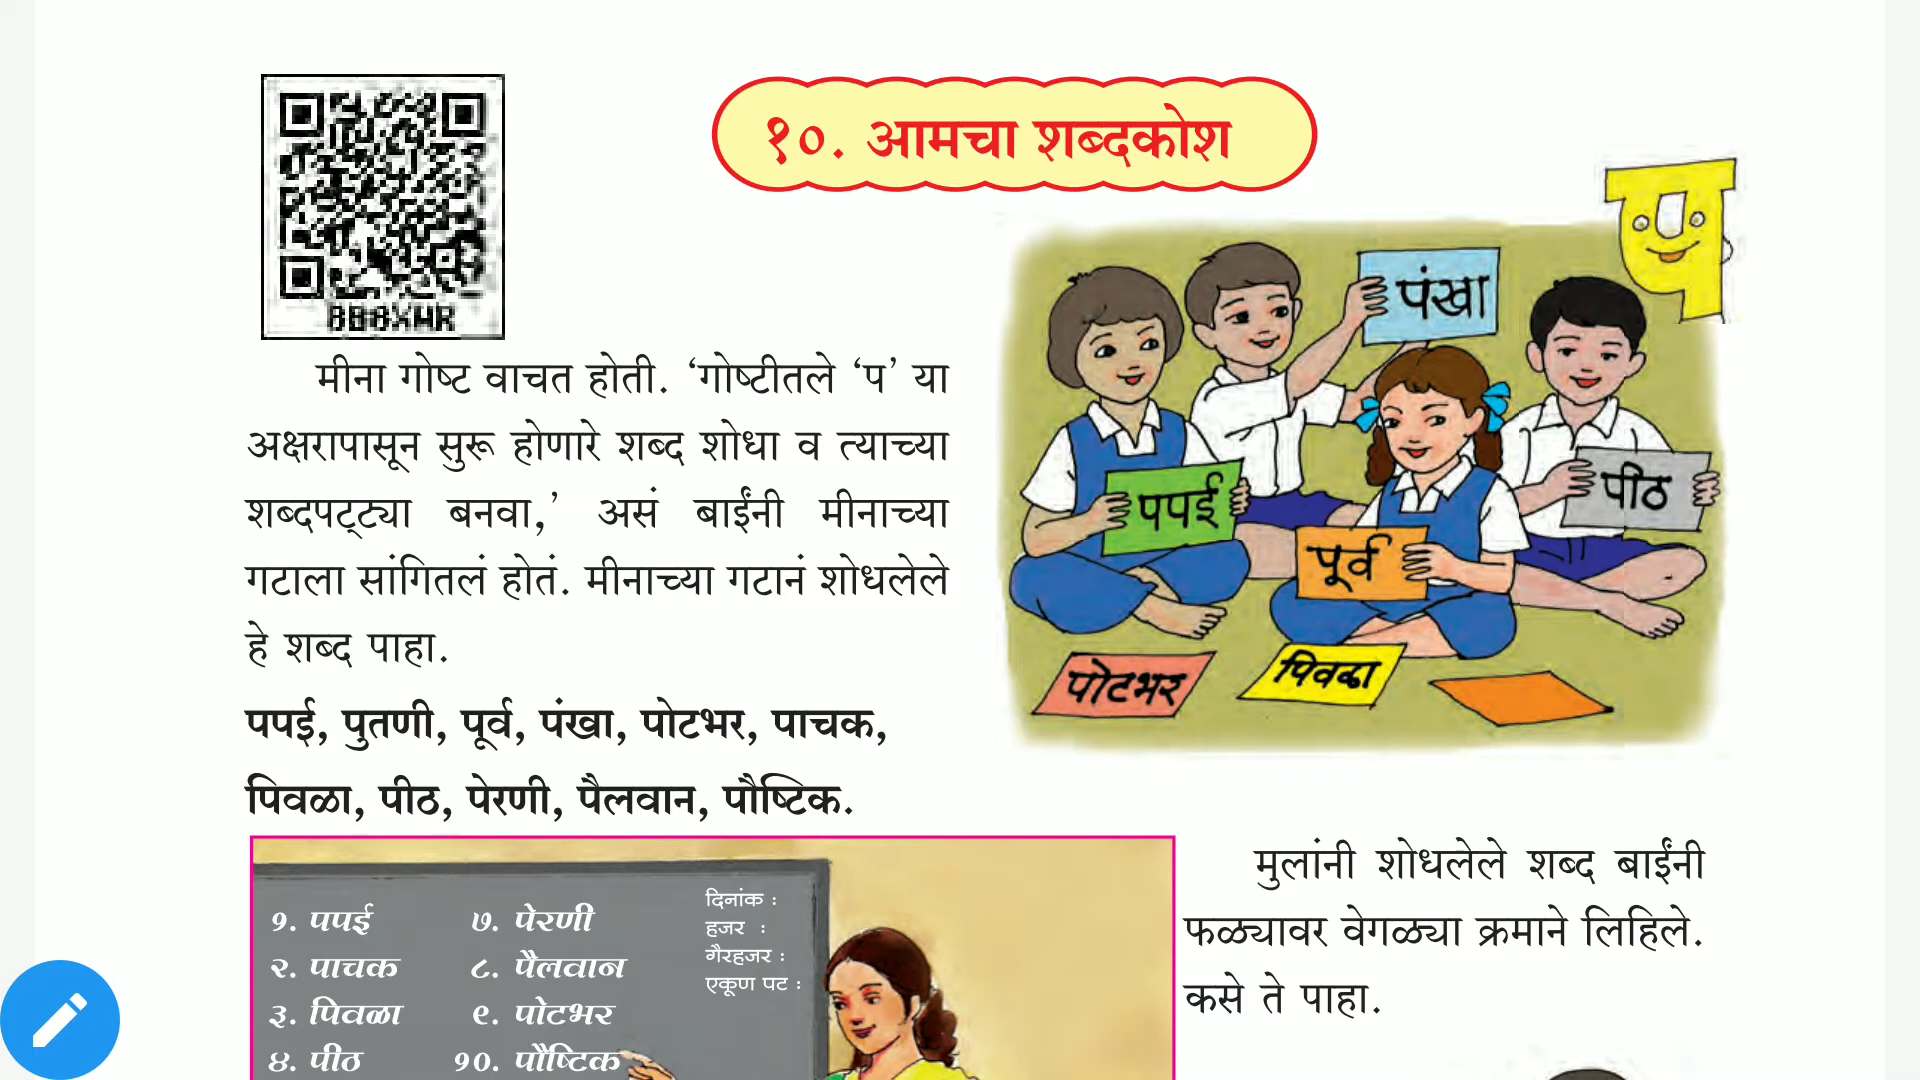 BBBXHR
१०. आमचा शब्दकोश
प
मीना गोष्ट वाचत होती. ‘गोष्टीतले ‘प’ या
अक्षरापासून सुरू होणारे शब्द शोधा व त्याच्या
शब्दपट्ट्या बनवा,’ असं बाईंनी मीनाच्या
गटाला सांगितलं होतं. मीनाच्या गटानं शोधलेले
हे शब्द पाहा.
पपई, पुतणी, पूर्व, पंखा, पोटभर, पाचक,
पिवळा, पीठ, पेरणी, पैलवान, पौष्टिक.
पंखा
पपई
पीठ
पूर्व
पोटभर
पिवळा
१. पपई
२. पाचक
३. पिवळा
४. पीठ
७. पेरणी
८. पैलवान
९. पोटभर
१०. पौष्टिक
दिनांक :
हजर :
गैरहजर :
एकूण पट :
मुलांनी शोधलेले शब्द बाईंनी
फळ्यावर वेगळ्या क्रमाने लिहिले.
कसे ते पाहा.